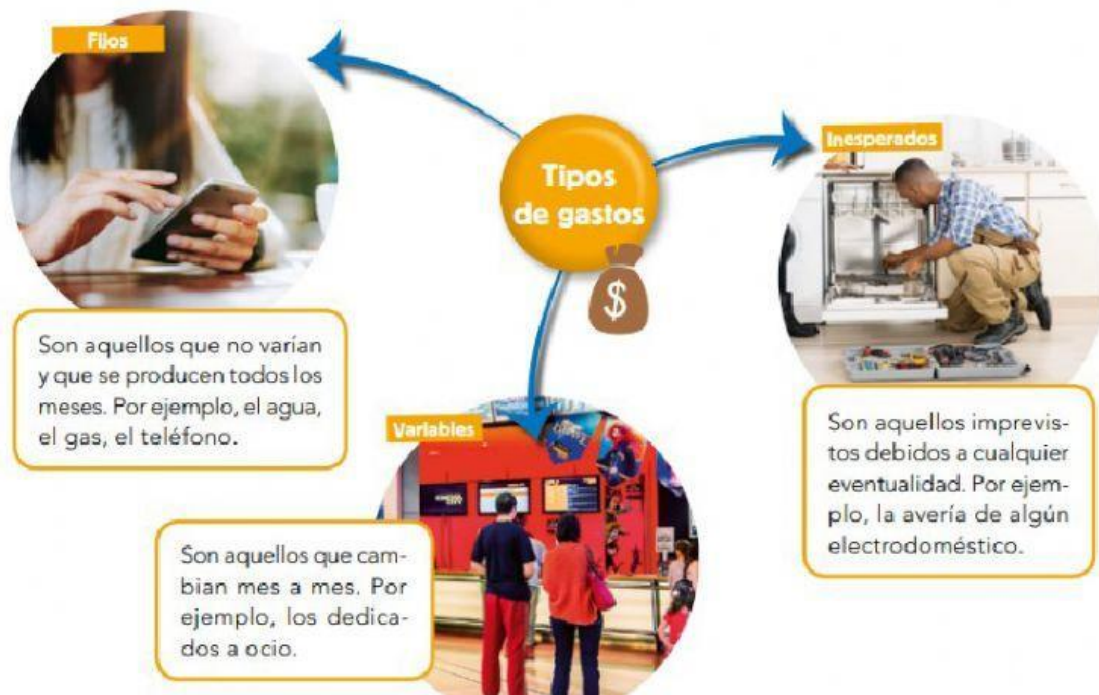 Tipos
de gastos
$
Fijos
Son aquellos que no varían
y que se producen todos los
meses. Por ejemplo, el agua,
el gas, el teléfono.
Variables
Son aquellos que cam-
bian mes a mes. Por
ejemplo, los dedica-
dos a ocio.
Inesperados
Son aquellos imprevis-
tos debidos a cualquier
eventualidad. Por ejem-
plo, la avería de algún
electrodoméstico.